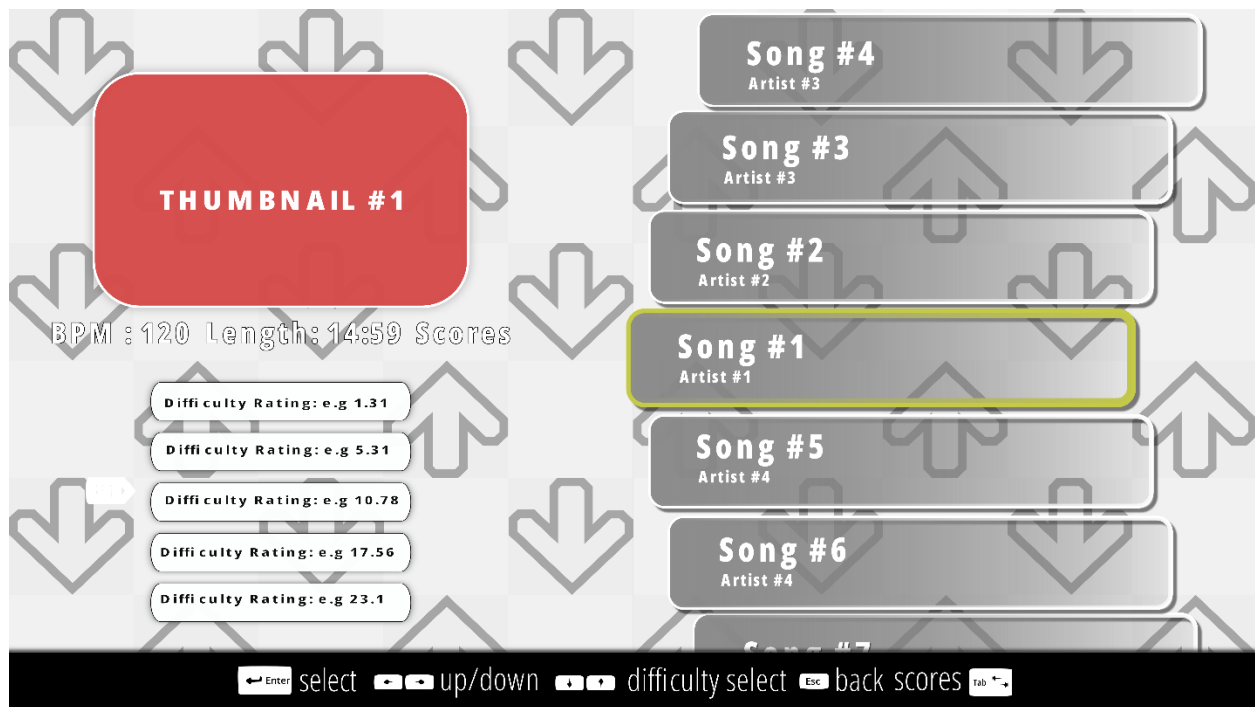 THUMBNAIL #1
BPM : 120 Length: 14:59 Scores
Difficulty Rating: e.g 1.31
Difficulty Rating: e.g 5.31
Difficulty Rating: e.g 10.78
Difficulty Rating: e.g 17.56
Difficulty Rating: e.g 23.1
Song #4
Artist #3
Song #3
Artist #3
Song #2
Artist #2
Song #1
Artist #1
Song #5
Artist #4
Song #6
Artist #4
Song #7
Enter select up/down difficulty select Esc back scores Tab